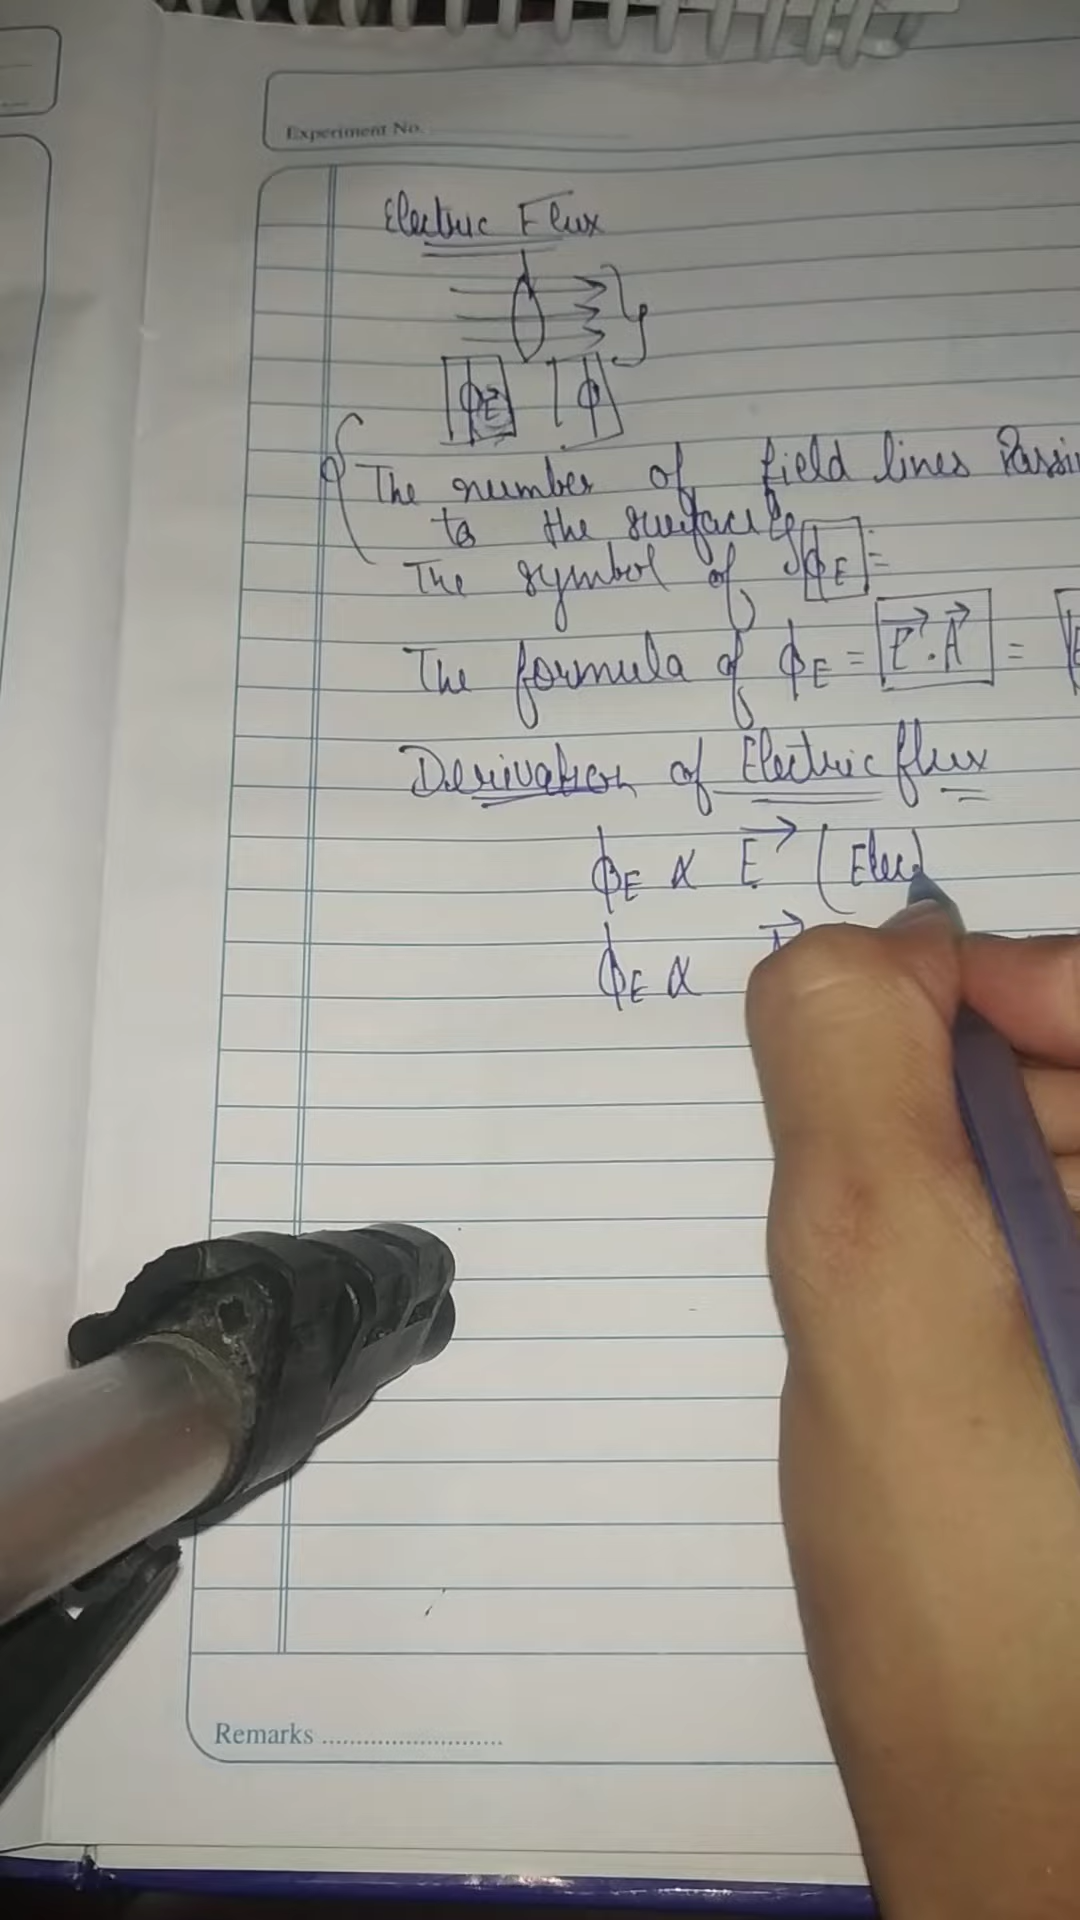 Experiment No.
Electric Flux
ϕE ϕ
The number of field lines Passin
to the surface
The symbol of ϕE =
The formula of ϕE = E⃗ . A⃗ =
Derivation of Electric flux
ϕE ∝ E⃗ (Elec
ϕE ∝
Remarks ...........................